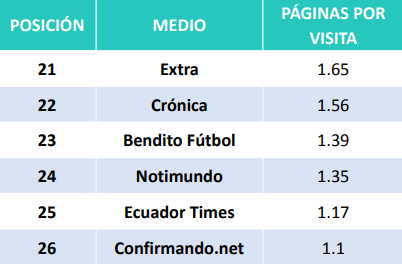 POSICIÓN MEDIO PÁGINAS POR VISITA
21 Extra 1.65
22 Crónica 1.56
23 Bendito Fútbol 1.39
24 Notimundo 1.35
25 Ecuador Times 1.17
26 Confirmando.net 1.1